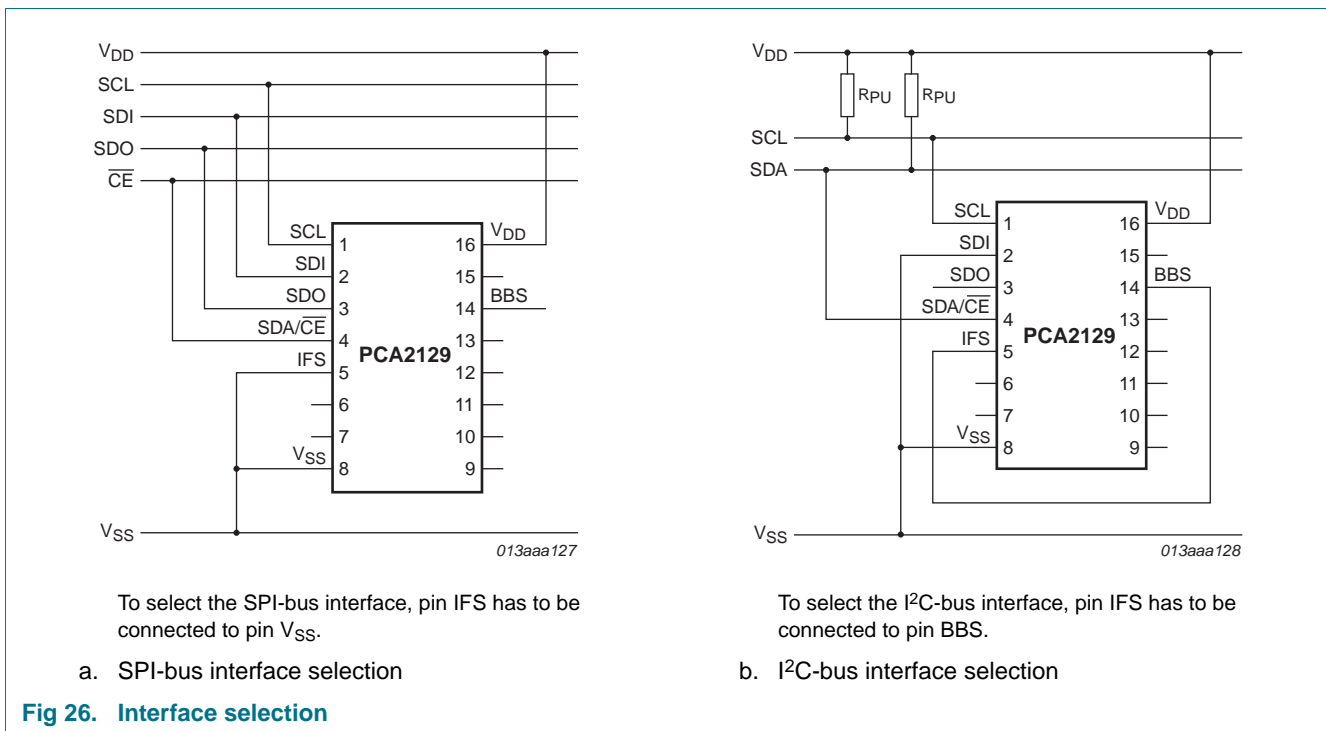 VDD
SCL
SDI
SDO
CE
SCL
SDI
SDO
SDA/CE
IFS
VSS
1
2
3
4
5
6
7
8
PCA2129
16
15
14
13
12
11
10
9
VDD
BBS
VSS
013aaa127
To select the SPI-bus interface, pin IFS has to be
connected to pin VSS.
a. SPI-bus interface selection
VDD
RPU
RPU
SCL
SDA
SCL
SDI
SDO
SDA/CE
IFS
VSS
1
2
3
4
5
6
7
8
PCA2129
16
15
14
13
12
11
10
9
VDD
BBS
VSS
013aaa128
To select the I2C-bus interface, pin IFS has to be
connected to pin BBS.
b. I2C-bus interface selection
Fig 26. Interface selection